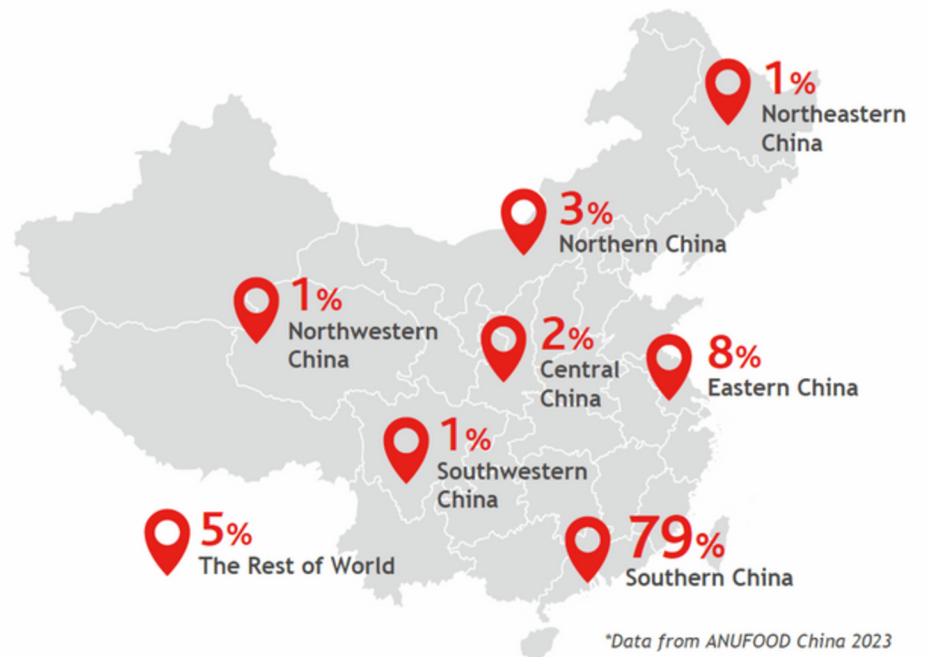 1%
Northeastern
China
3%
Northern China
1%
Northwestern
China
2%
Central
China
8%
Eastern China
1%
Southwestern
China
5%
The Rest of World
79%
Southern China
*Data from ANUFOOD China 2023